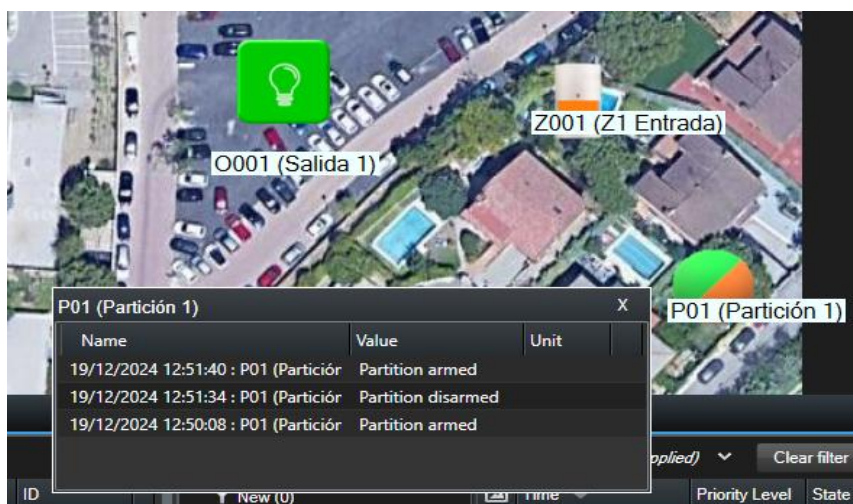 Z001 (Z1 Entrada)
O001 (Salida 1)
P01 (Partición 1) X
P01 (Partición 1)
Name Value Unit
19/12/2024 12:51:40 : P01 (Partición Partition armed
19/12/2024 12:51:34 : P01 (Partición Partition disarmed
19/12/2024 12:50:08 : P01 (Partición Partition armed
Clear filter
ID New (0) Time Priority Level State